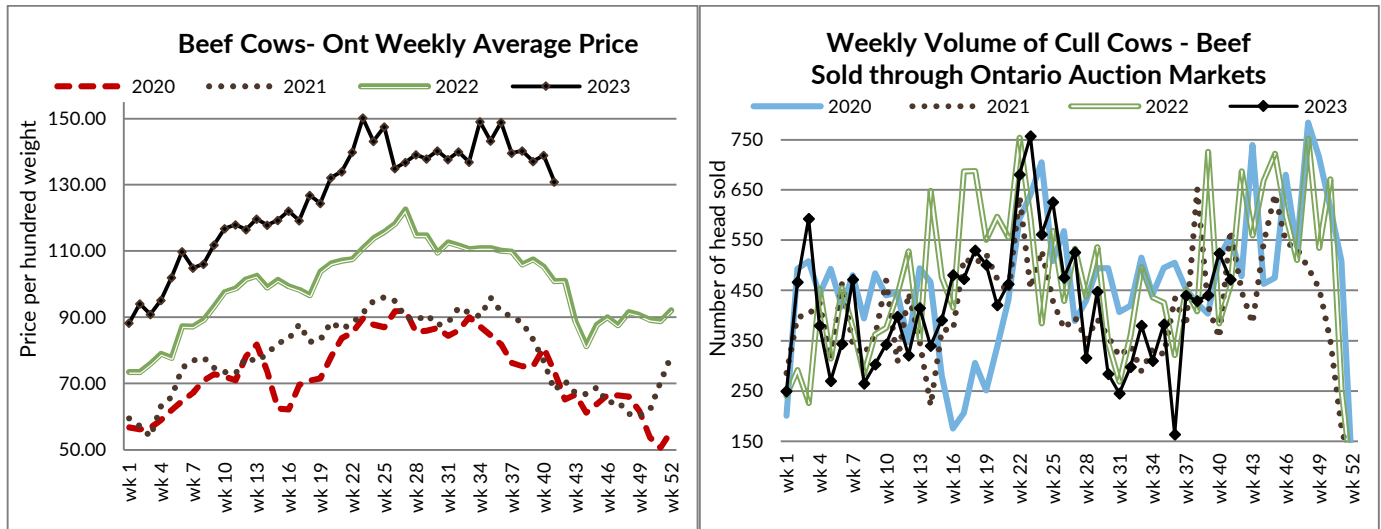 Beef Cows- Ont Weekly Average Price
2020 2021 2022 2023
Price per hundred weight
150.00
130.00
110.00
90.00
70.00
50.00
wk 1 wk 4 wk 7 wk 10 wk 13 wk 16 wk 19 wk 22 wk 25 wk 28 wk 31 wk 34 wk 37 wk 40 wk 43 wk 46 wk 49 wk 52
Weekly Volume of Cull Cows - Beef
Sold through Ontario Auction Markets
2020 2021 2022 2023
Number of head sold
750
650
550
450
350
250
150
wk 1 wk 4 wk 7 wk 10 wk 13 wk 16 wk 19 wk 22 wk 25 wk 28 wk 31 wk 34 wk 37 wk 40 wk 43 wk 46 wk 49 wk 52